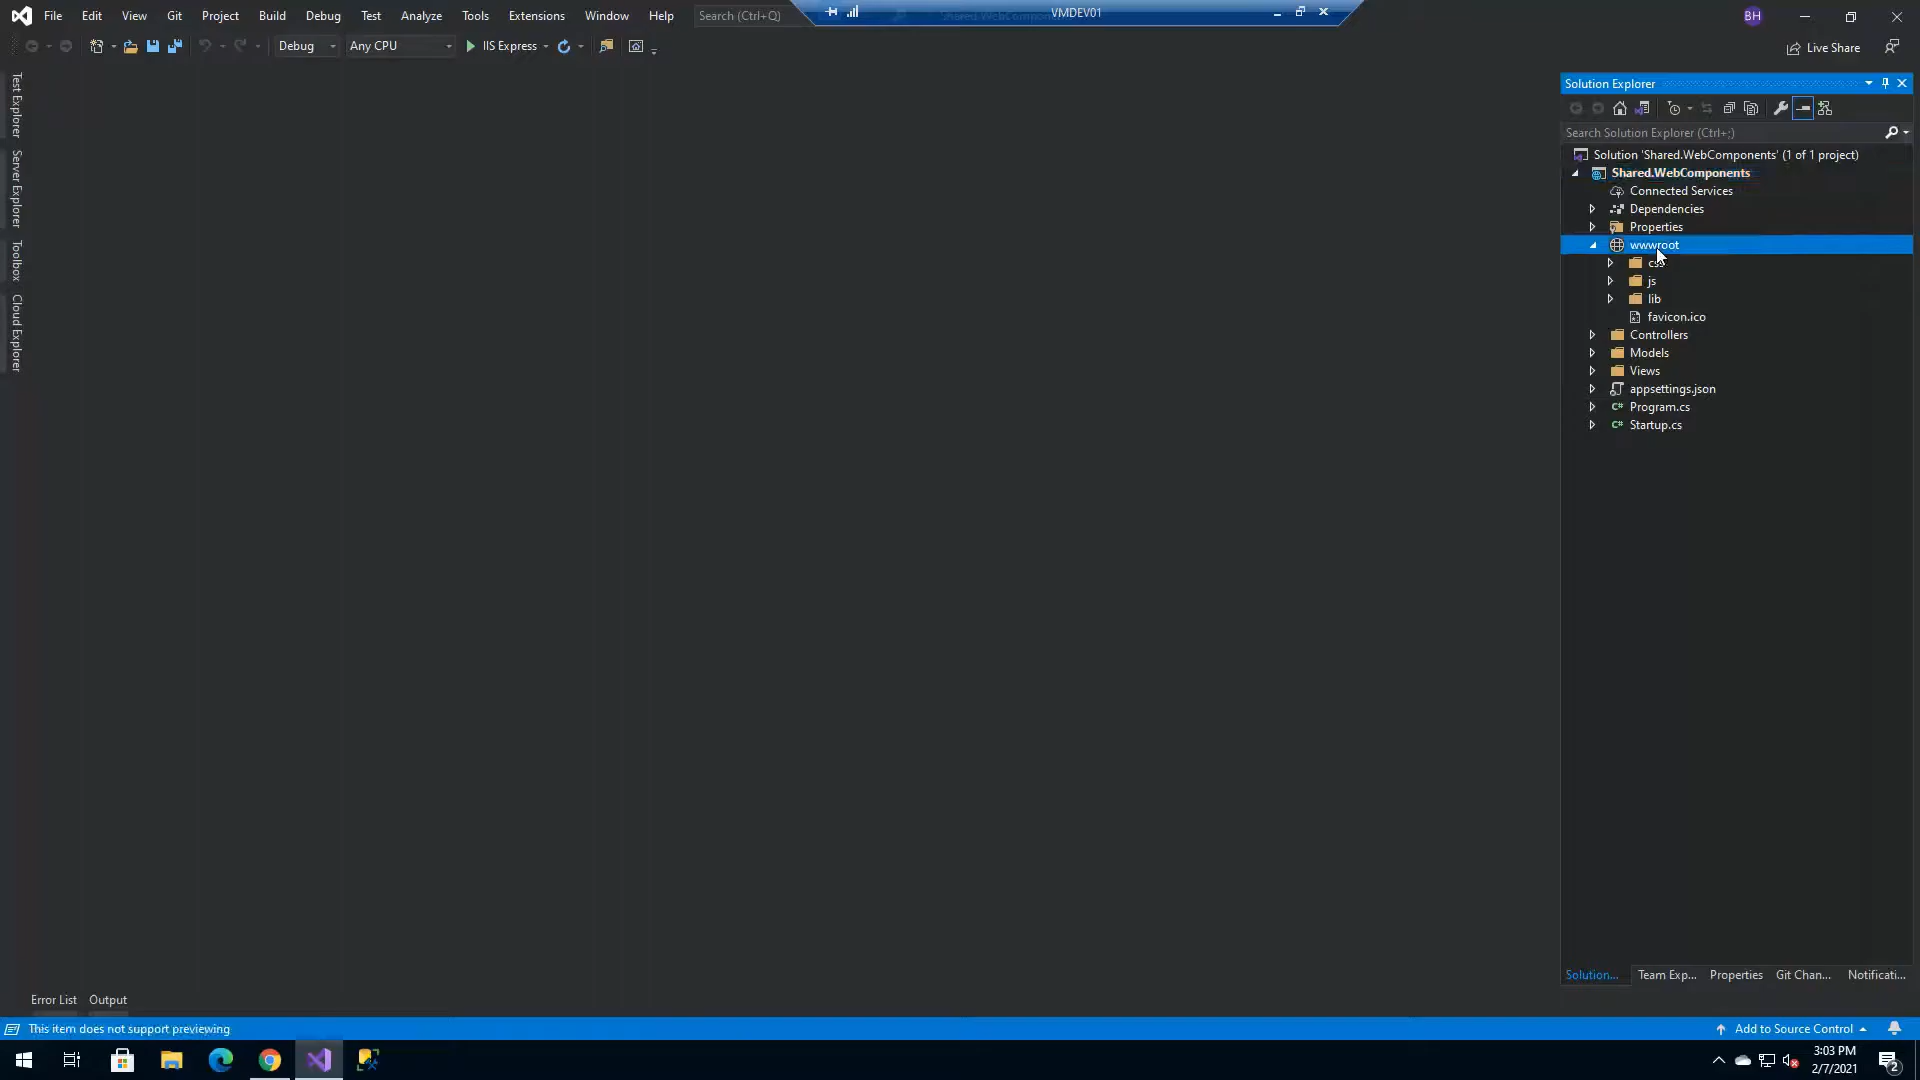 File Edit View Git Project Build Debug Test Analyze Tools Extensions Window Help Search (Ctrl+Q) VMDEV01 BH
Debug Any CPU IIS Express Live Share
Test Explorer
Server Explorer
Toolbox
Cloud Explorer
Solution Explorer
Search Solution Explorer (Ctrl+;)
Solution 'Shared.WebComponents' (1 of 1 project)
Shared.WebComponents
Connected Services
Dependencies
Properties
wwwroot
css
js
lib
favicon.ico
Controllers
Models
Views
appsettings.json
C# Program.cs
C# Startup.cs
Solution... Team Exp... Properties Git Chan... Notificati...
Error List Output
This item does not support previewing Add to Source Control
3:03 PM
2/7/2021
2